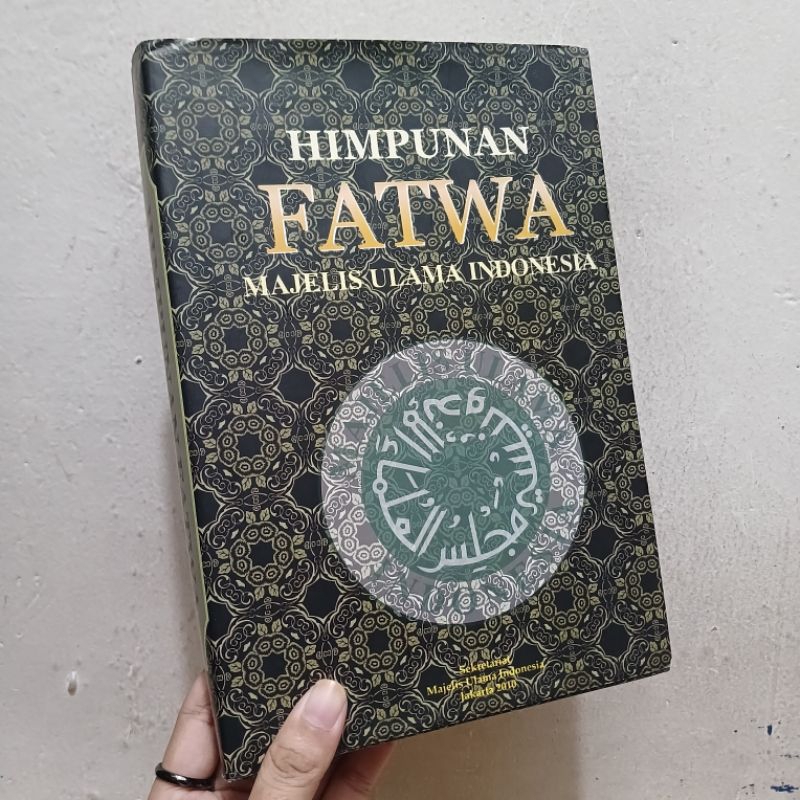 HIMPUNAN
FATWA
MAJELIS ULAMA INDONESIA
Sekretariat
Majelis Ulama Indonesia
Jakarta 2010